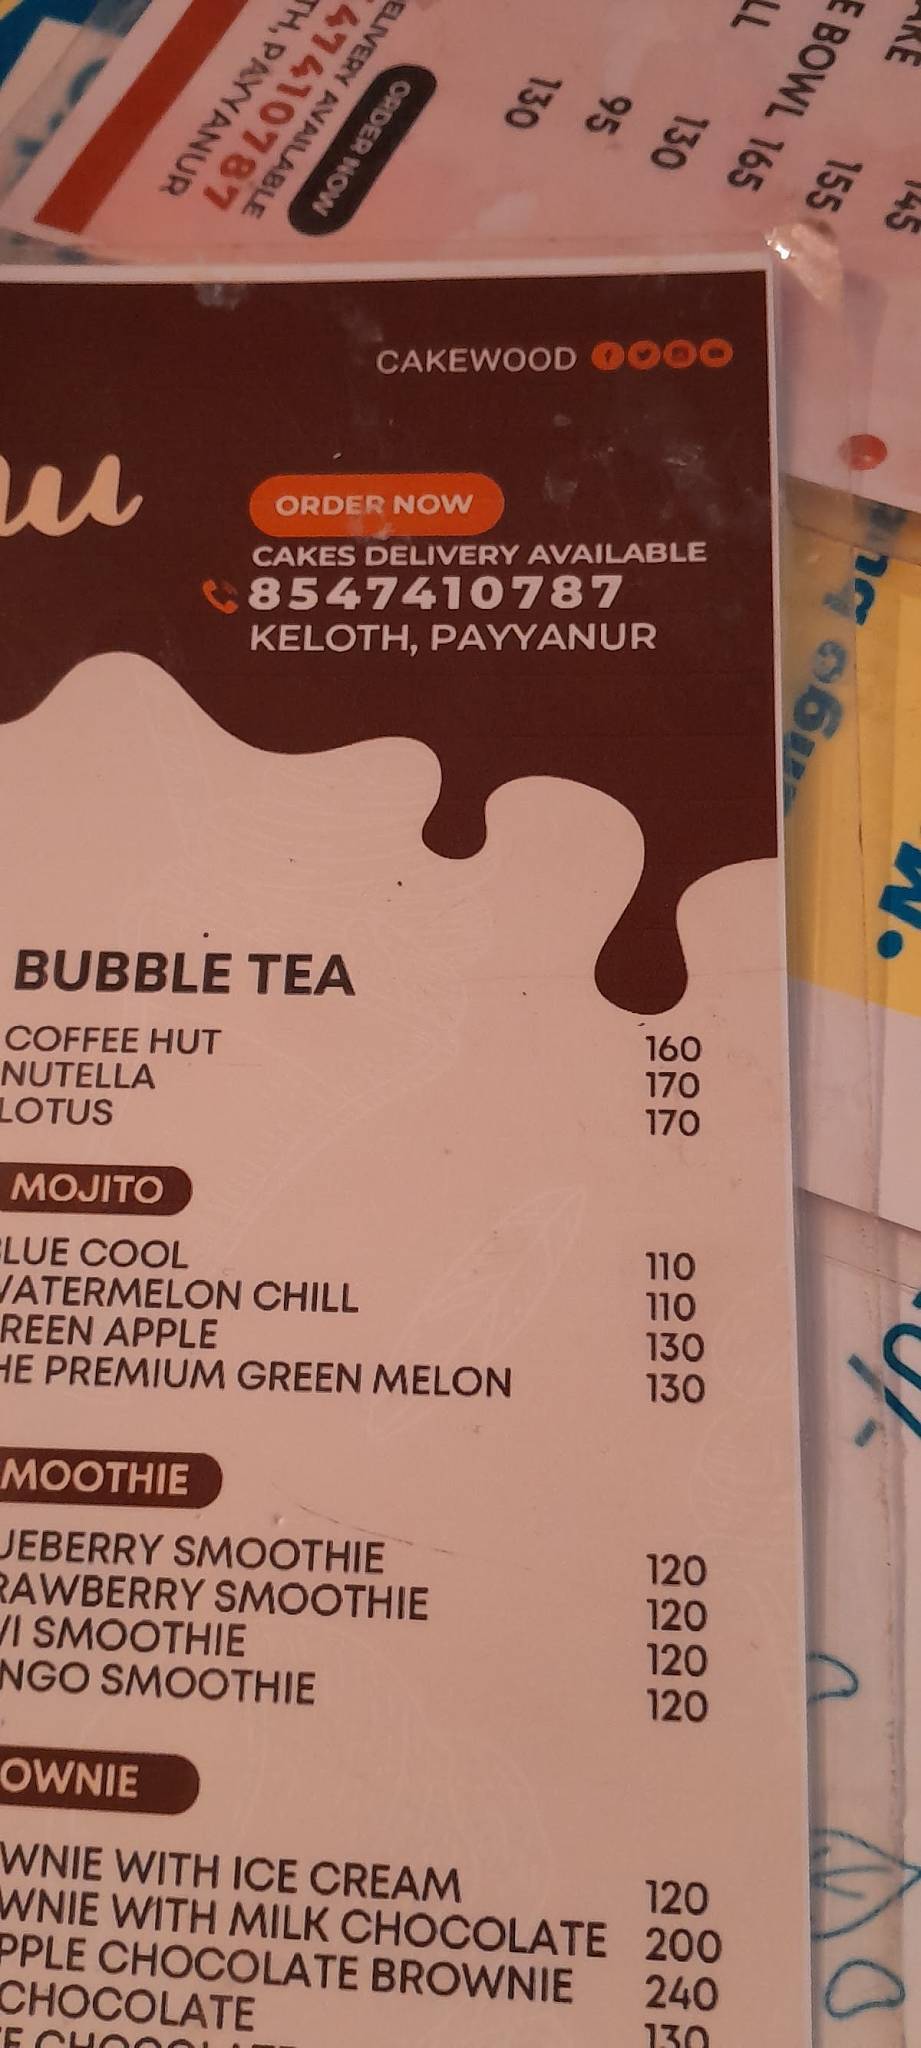 ELIVERY AVAILABLE
47410787
TH, PAYYANUR
ORDER NOW
130
95
130
E BOWL 165
155
145
CAKEWOOD
ORDER NOW
CAKES DELIVERY AVAILABLE
8547410787
KELOTH, PAYYANUR
BUBBLE TEA
COFFEE HUT 160
NUTELLA 170
LOTUS 170
MOJITO
LUE COOL 110
WATERMELON CHILL 110
REEN APPLE 130
HE PREMIUM GREEN MELON 130
MOOTHIE
UEBERRY SMOOTHIE 120
RAWBERRY SMOOTHIE 120
WI SMOOTHIE 120
NGO SMOOTHIE 120
OWNIE
WNIE WITH ICE CREAM 120
WNIE WITH MILK CHOCOLATE 200
PPLE CHOCOLATE BROWNIE 240
CHOCOLATE 130